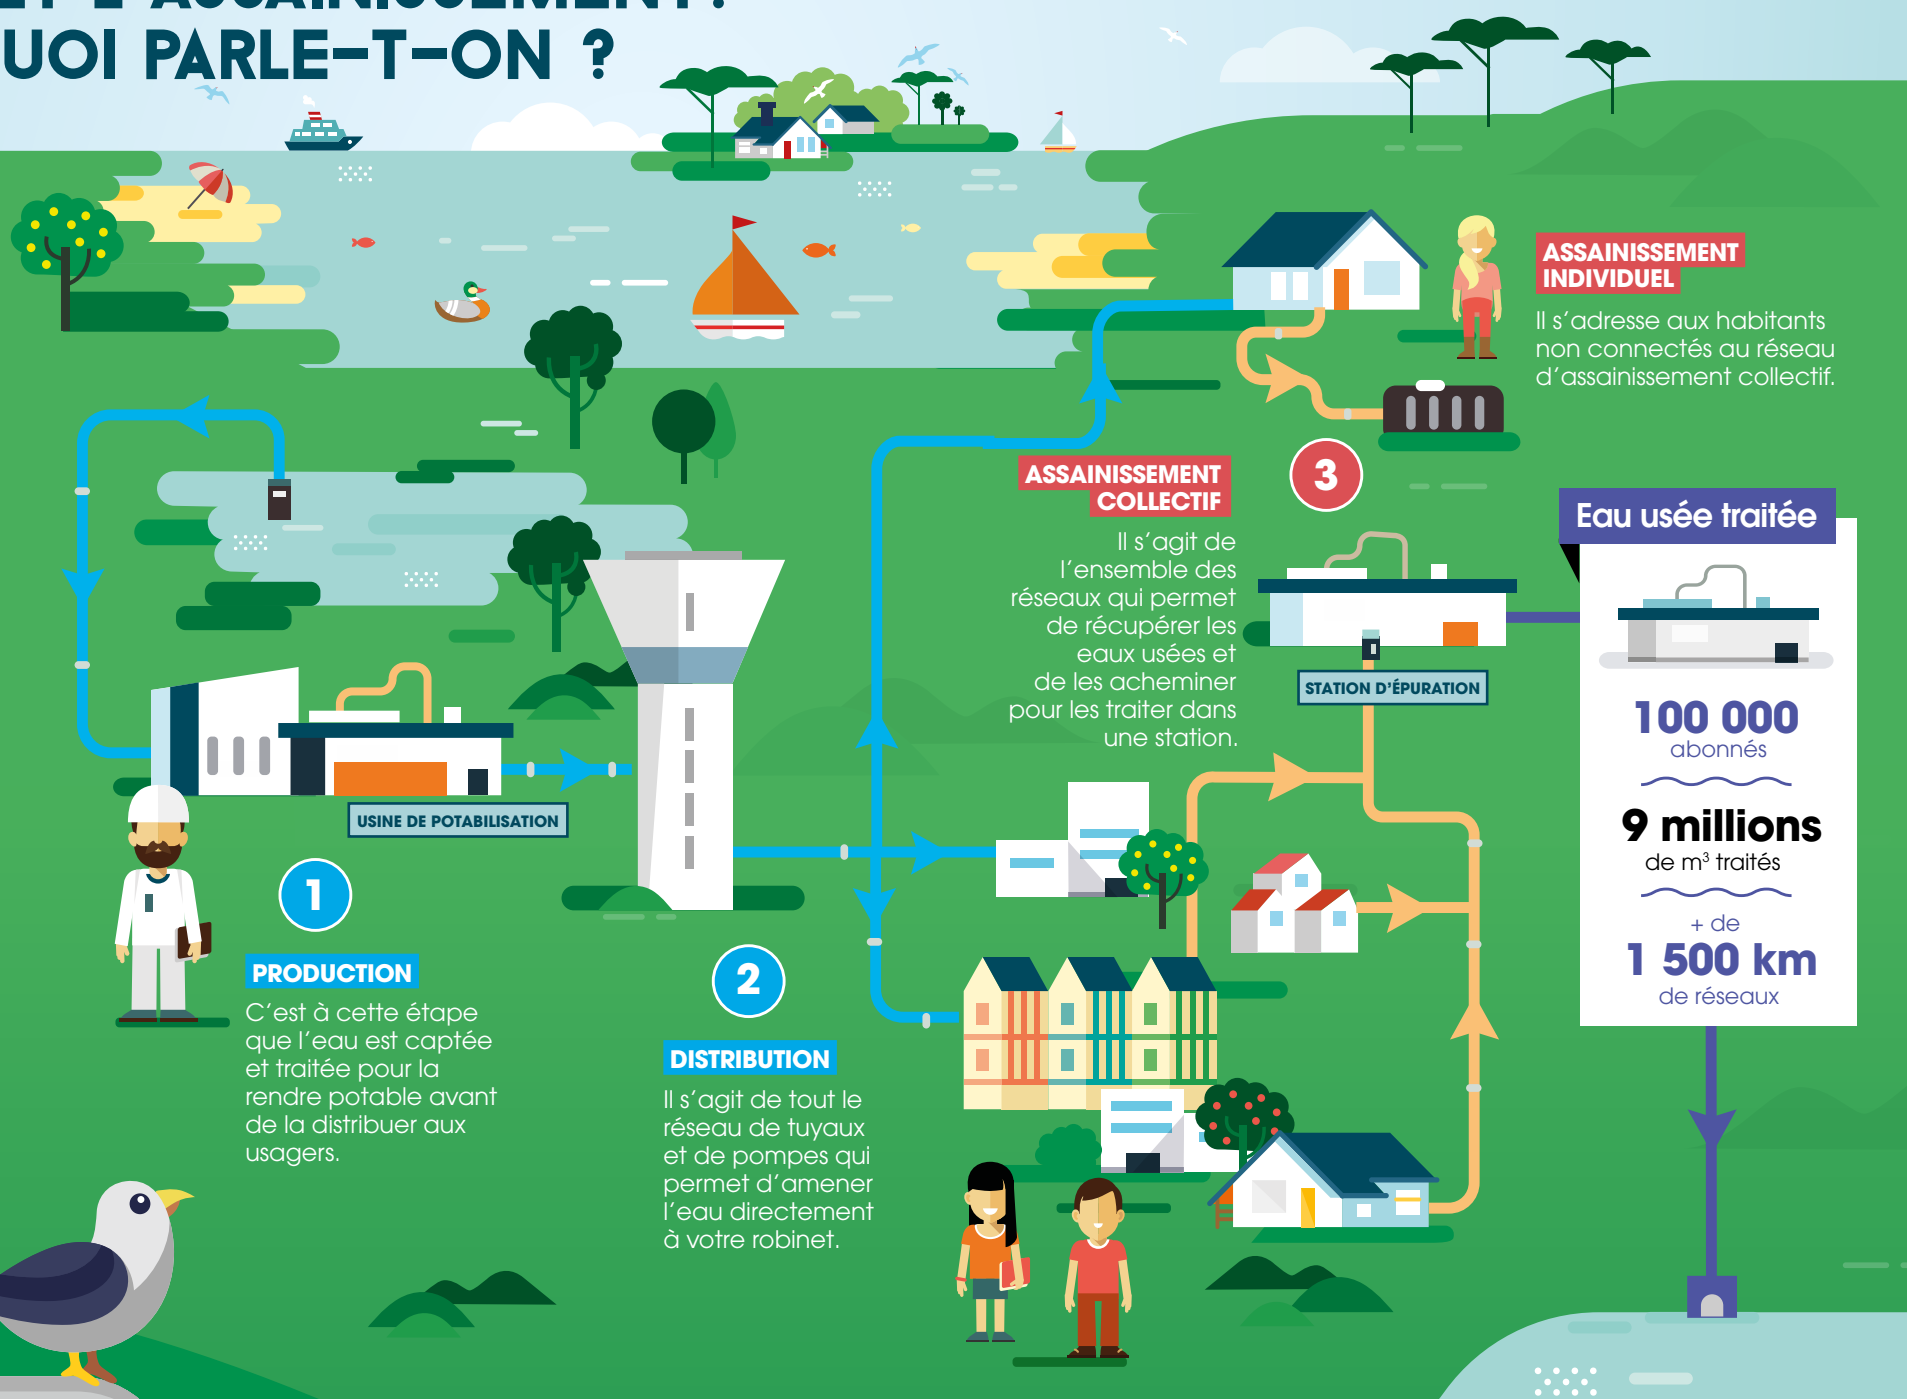 ET L'ASSAINISSEMENT :
QUOI PARLE-T-ON ?
ASSAINISSEMENT
INDIVIDUEL
Il s'adresse aux habitants
non connectés au réseau
d'assainissement collectif.
3
ASSAINISSEMENT
COLLECTIF
Il s'agit de
l'ensemble des
réseaux qui permet
de récupérer les
eaux usées et
de les acheminer
pour les traiter dans
une station.
STATION D'ÉPURATION
Eau usée traitée
100 000
abonnés
9 millions
de m³ traités
+ de
1 500 km
de réseaux
USINE DE POTABILISATION
1
PRODUCTION
C'est à cette étape
que l'eau est captée
et traitée pour la
rendre potable avant
de la distribuer aux
usagers.
2
DISTRIBUTION
Il s'agit de tout le
réseau de tuyaux
et de pompes qui
permet d'amener
l'eau directement
à votre robinet.